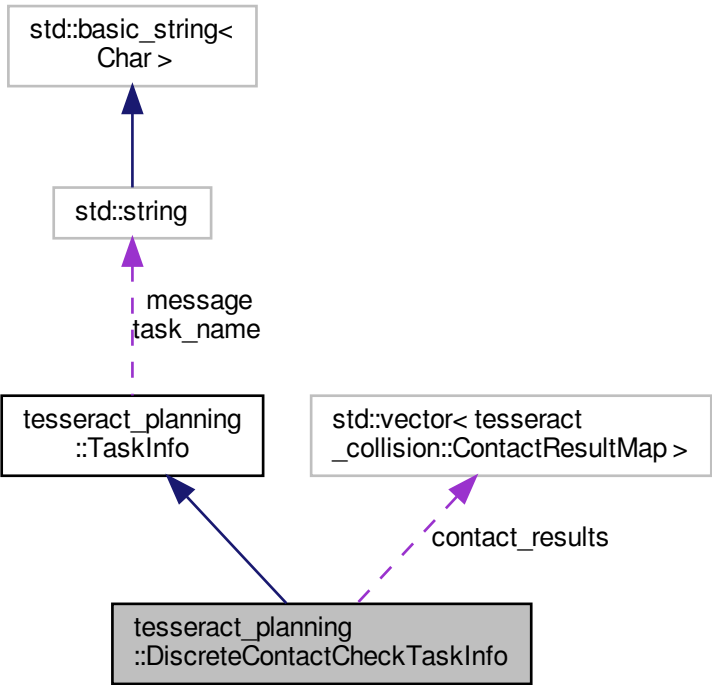 std::basic_string<
Char >
std::string
message
task_name
tesseract_planning
::TaskInfo
std::vector< tesseract
_collision::ContactResultMap >
contact_results
tesseract_planning
::DiscreteContactCheckTaskInfo